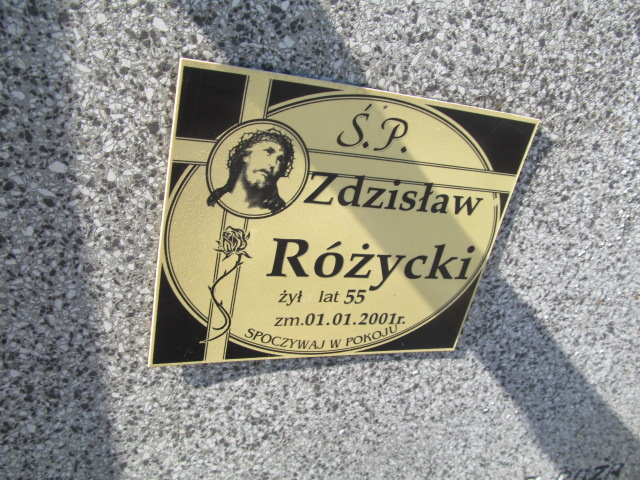 Ś.P.
Zdzisław
Różycki
żył lat 55
zm.01.01.2001r.
SPOCZYWAJ W POKOJU